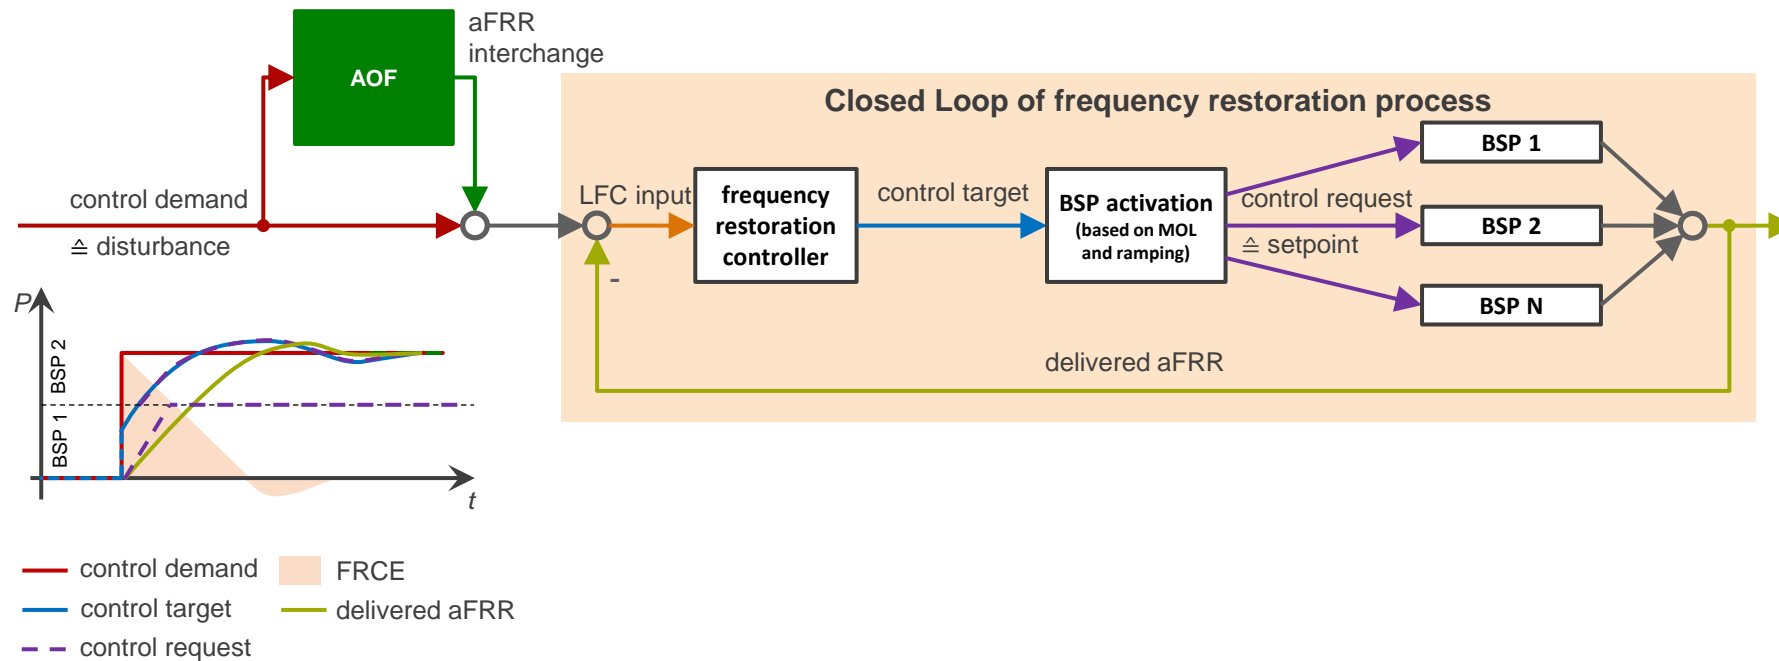 aFRR
interchange
AOF
Closed Loop of frequency restoration process
control demand
≙ disturbance
LFC input
frequency
restoration
controller
control target
BSP activation
(based on MOL
and ramping)
control request
≙ setpoint
BSP 1
BSP 2
BSP N
-
delivered aFRR
P
BSP 2
BSP 1
t
control demand
FRCE
control target
delivered aFRR
control request